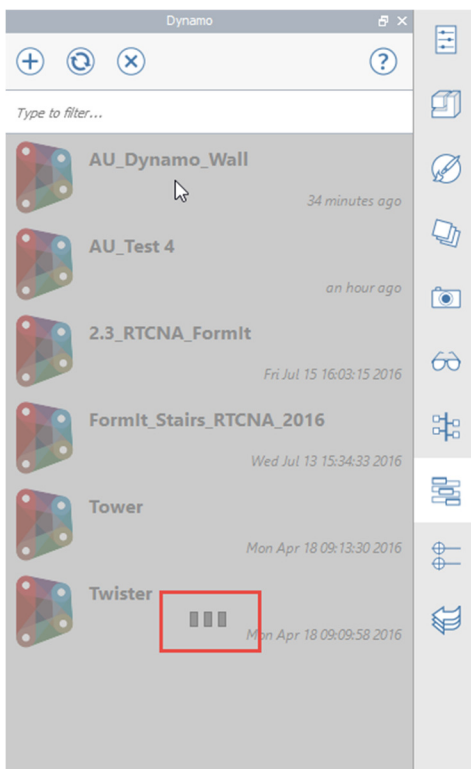 Dynamo
Type to filter...
AU_Dynamo_Wall
34 minutes ago
AU_Test 4
an hour ago
2.3_RTCNA_FormIt
Fri Jul 15 16:03:15 2016
FormIt_Stairs_RTCNA_2016
Wed Jul 13 15:34:33 2016
Tower
Mon Apr 18 09:13:30 2016
Twister
Mon Apr 18 09:09:58 2016